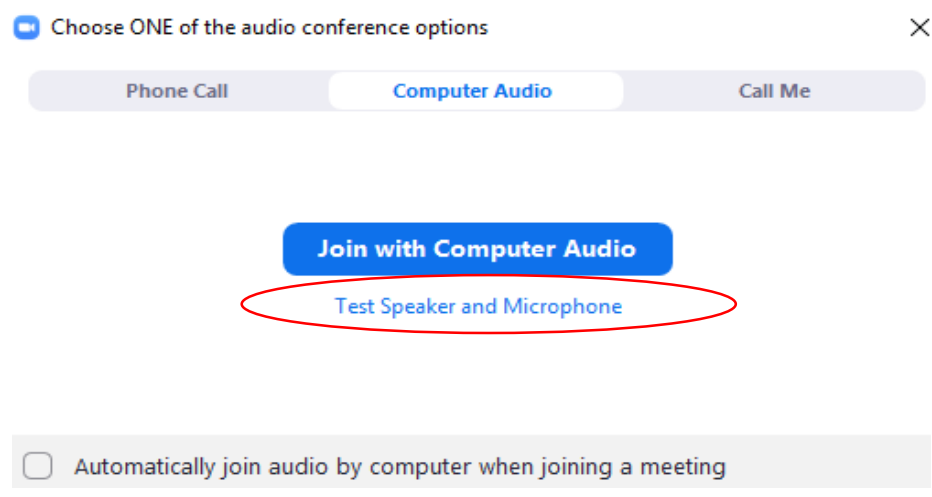 Choose ONE of the audio conference options
Phone Call Computer Audio Call Me
Join with Computer Audio
Test Speaker and Microphone
Automatically join audio by computer when joining a meeting